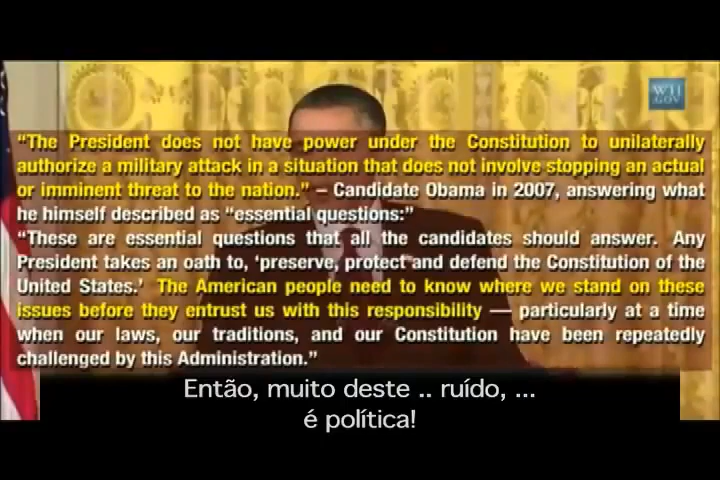 WH
.GOV
“The President does not have power under the Constitution to unilaterally
authorize a military attack in a situation that does not involve stopping an actual
or imminent threat to the nation.” – Candidate Obama in 2007, answering what
he himself described as “essential questions:”
“These are essential questions that all the candidates should answer. Any
President takes an oath to, ‘preserve, protect and defend the Constitution of the
United States.’ The American people need to know where we stand on these
issues before they entrust us with this responsibility — particularly at a time
when our laws, our traditions, and our Constitution have been repeatedly
challenged by this Administration.”
Então, muito deste .. ruído, ...
é política!